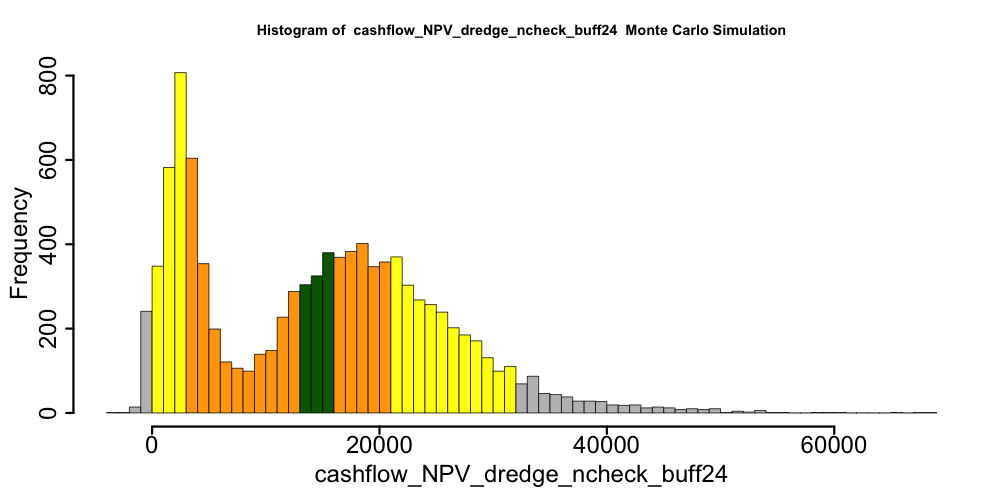 Histogram of cashflow_NPV_dredge_ncheck_buff24 Monte Carlo Simulation
800
600
400
200
0
Frequency
0 20000 40000 60000
cashflow_NPV_dredge_ncheck_buff24